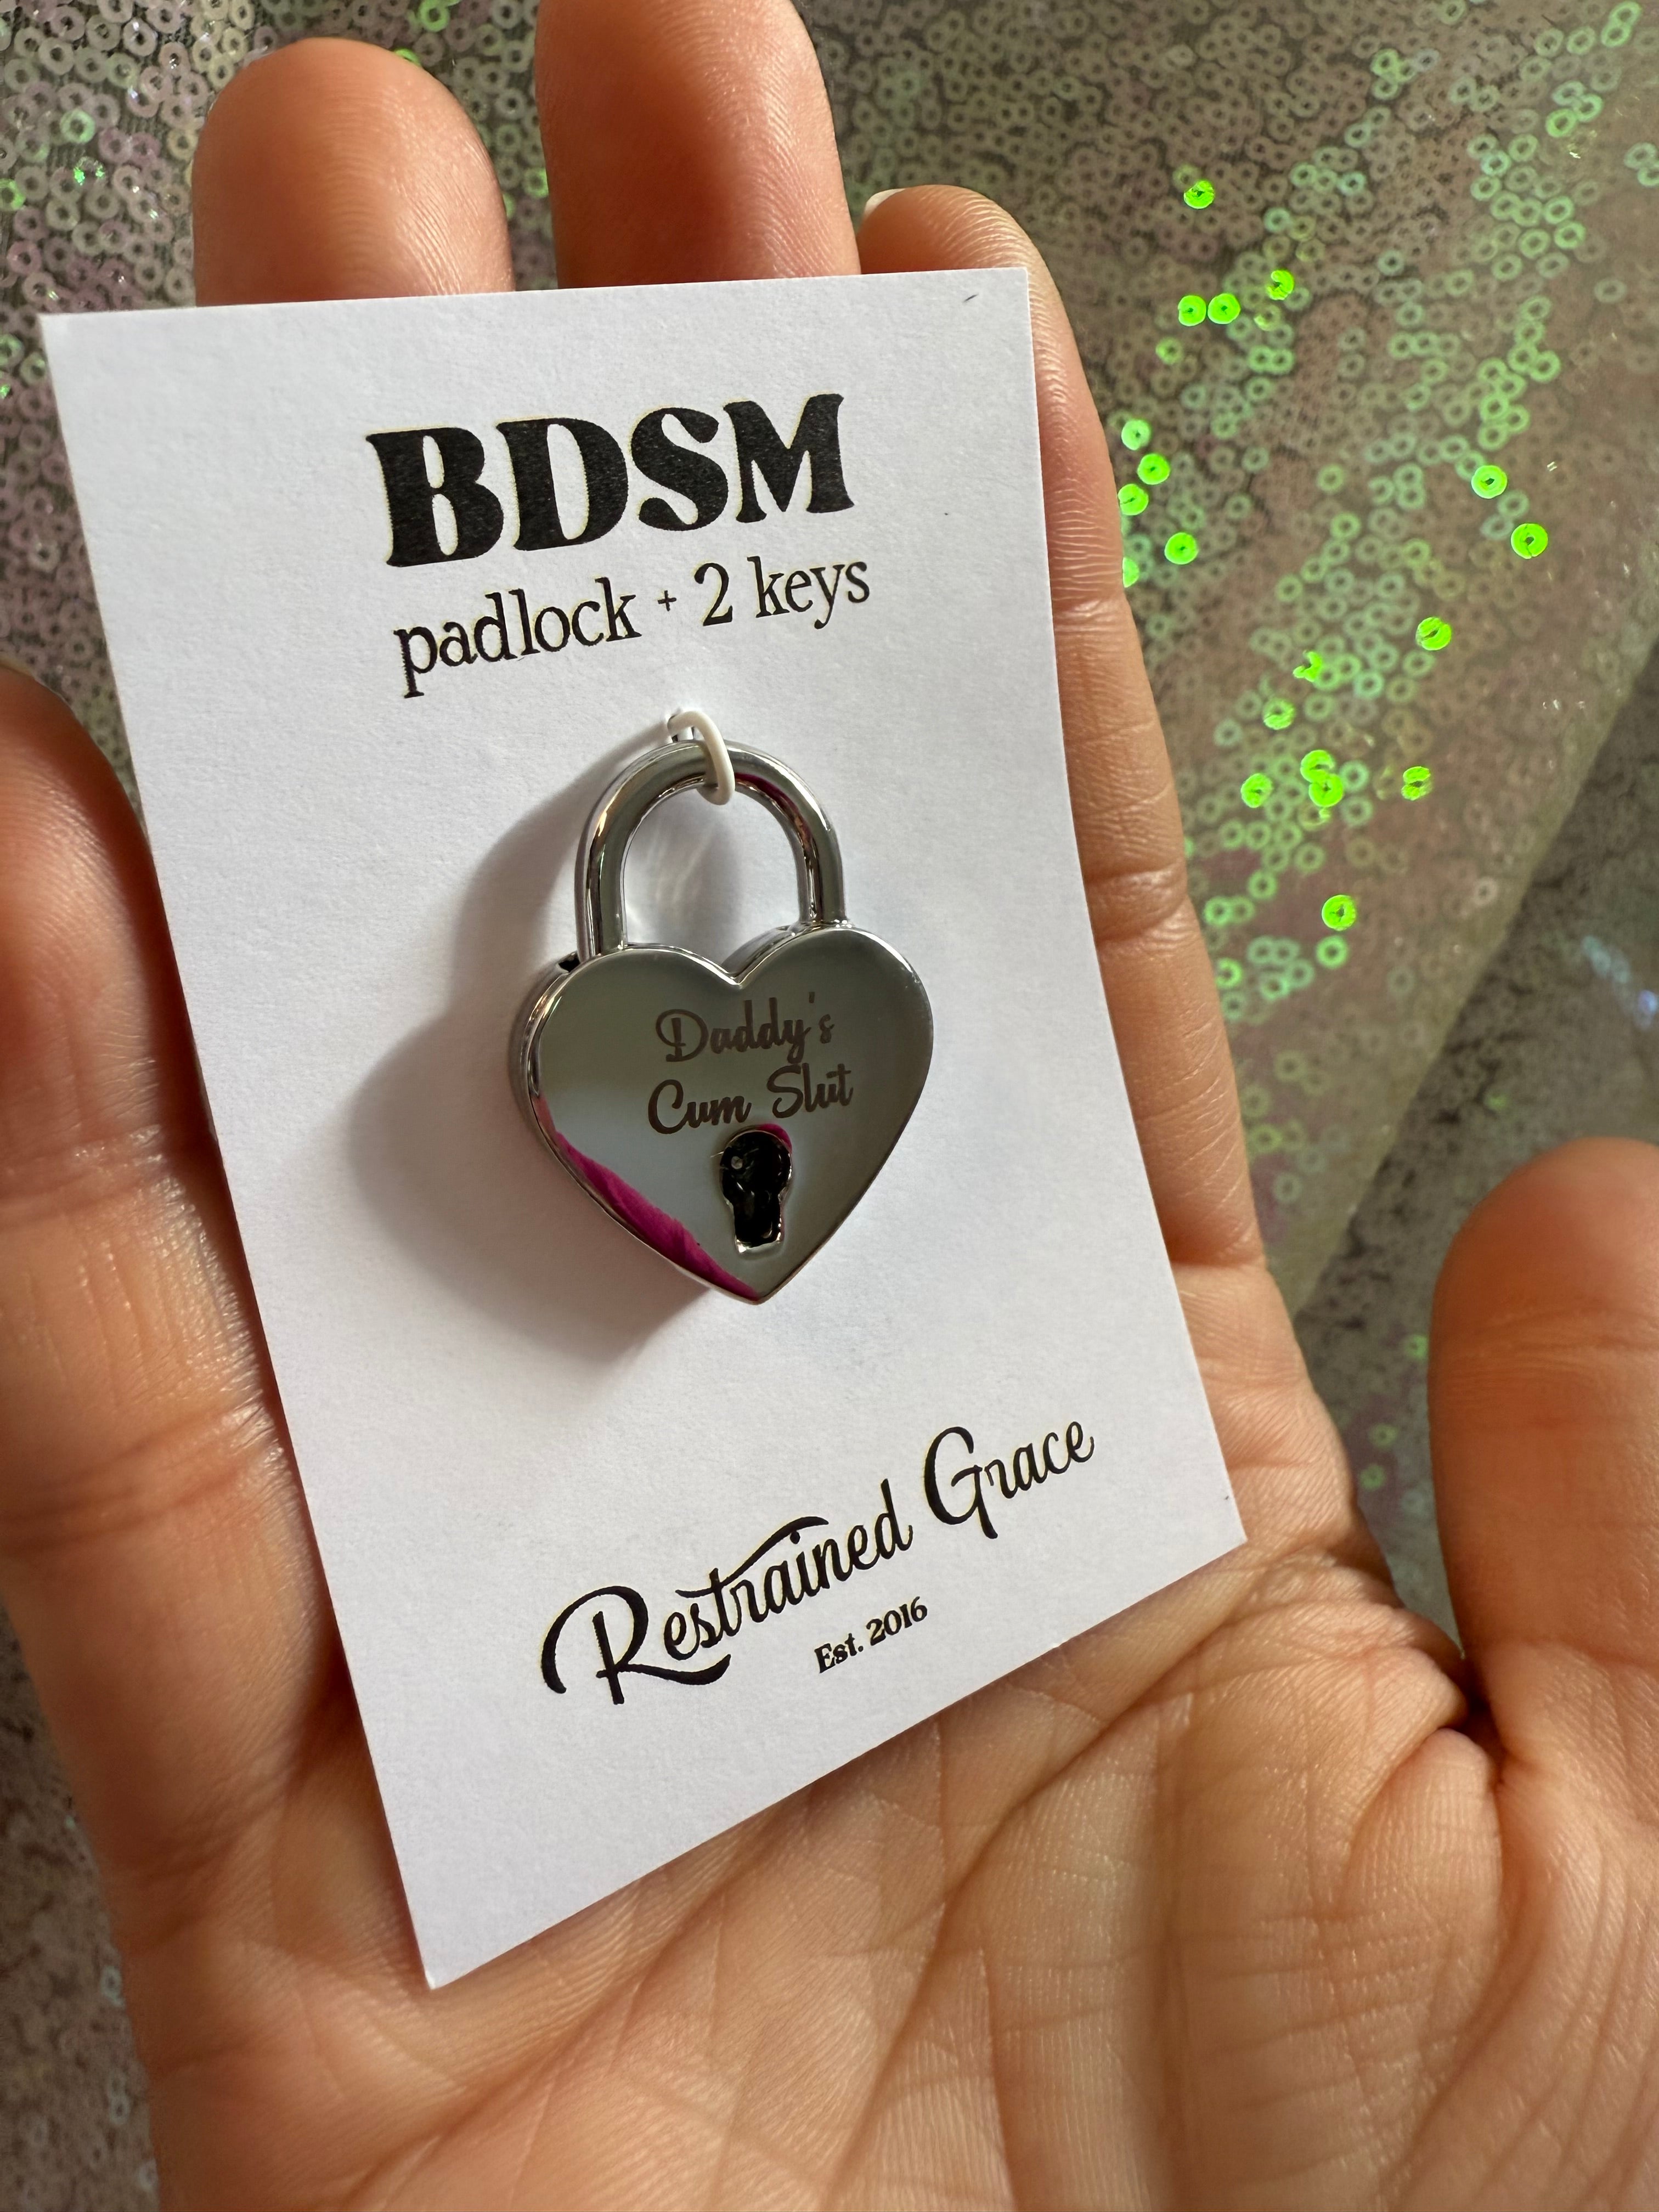 BDSM
padlock + 2 keys
Daddy's
Cum Slut
Restrained Grace
Est. 2016